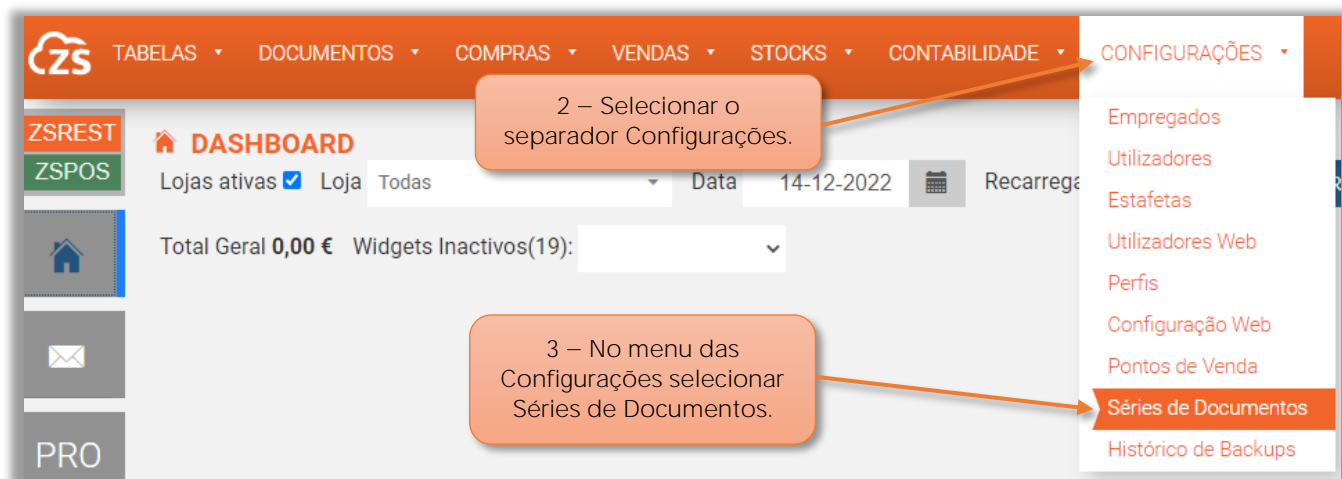 ZS TABELAS DOCUMENTOS COMPRAS VENDAS STOCKS CONTABILIDADE CONFIGURAÇÕES
2 – Selecionar o
separador Configurações.
ZSREST
ZSPOS
DASHBOARD
Lojas ativas Loja Todas Data 14-12-2022 Recarrega
Total Geral 0,00 € Widgets Inactivos(19):
Empregados
Utilizadores
Estafetas
Utilizadores Web
Perfis
Configuração Web
Pontos de Venda
Séries de Documentos
Histórico de Backups
3 – No menu das
Configurações selecionar
Séries de Documentos.
PRO